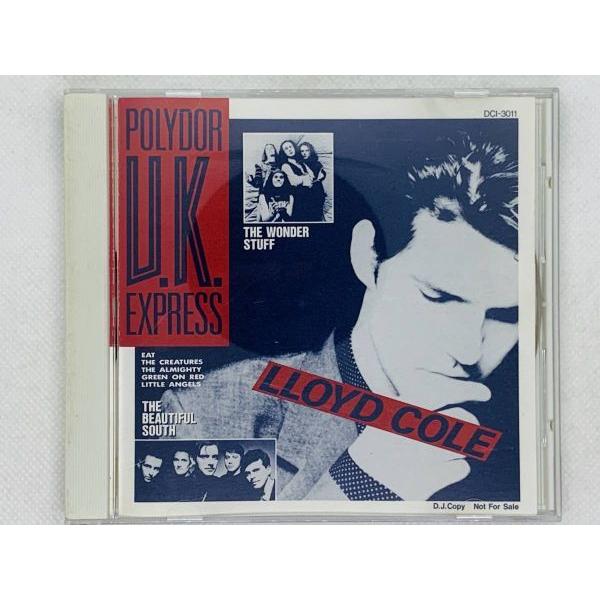 DCI-3011
POLYDOR
U.K.
EXPRESS
THE WONDER
STUFF
EAT
THE CREATURES
THE ALMIGHTY
GREEN ON RED
LITTLE ANGELS
THE
BEAUTIFUL
SOUTH
LLOYD COLE
D.J.Copy Not For Sale